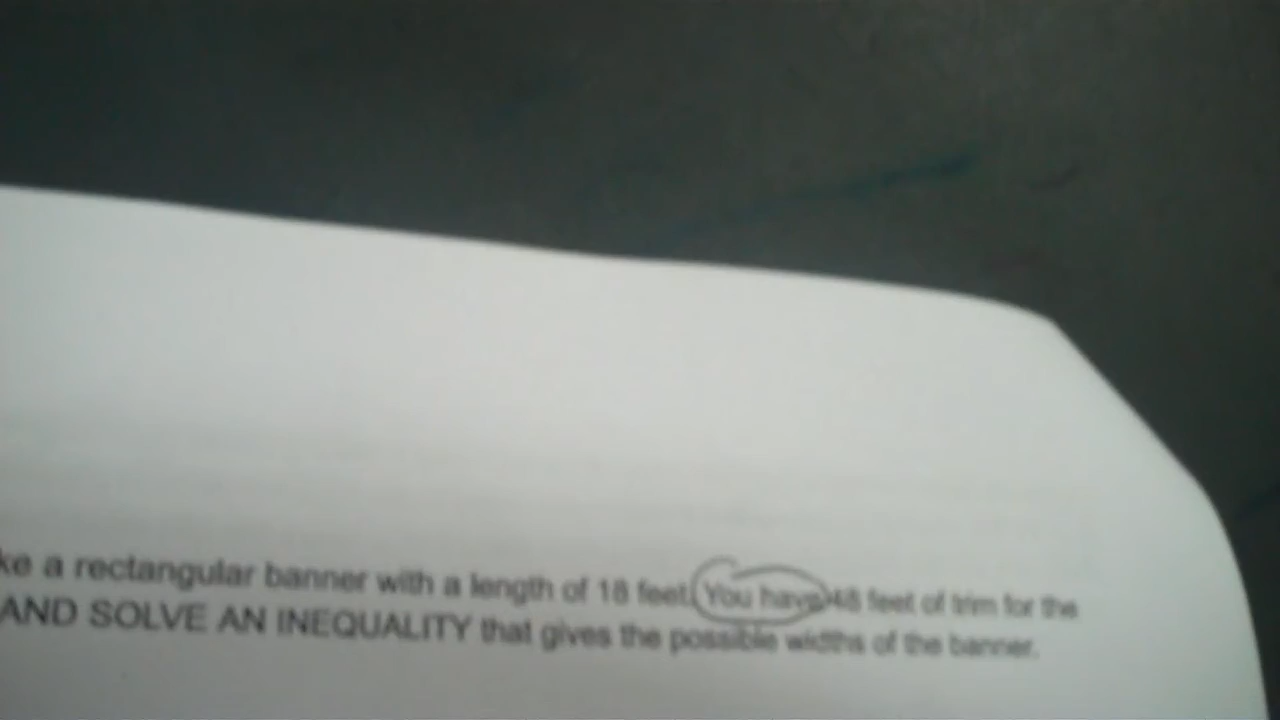 ke a rectangular banner with a length of 18 feet. You have 48 feet of trim for the
AND SOLVE AN INEQUALITY that gives the possible widths of the banner.